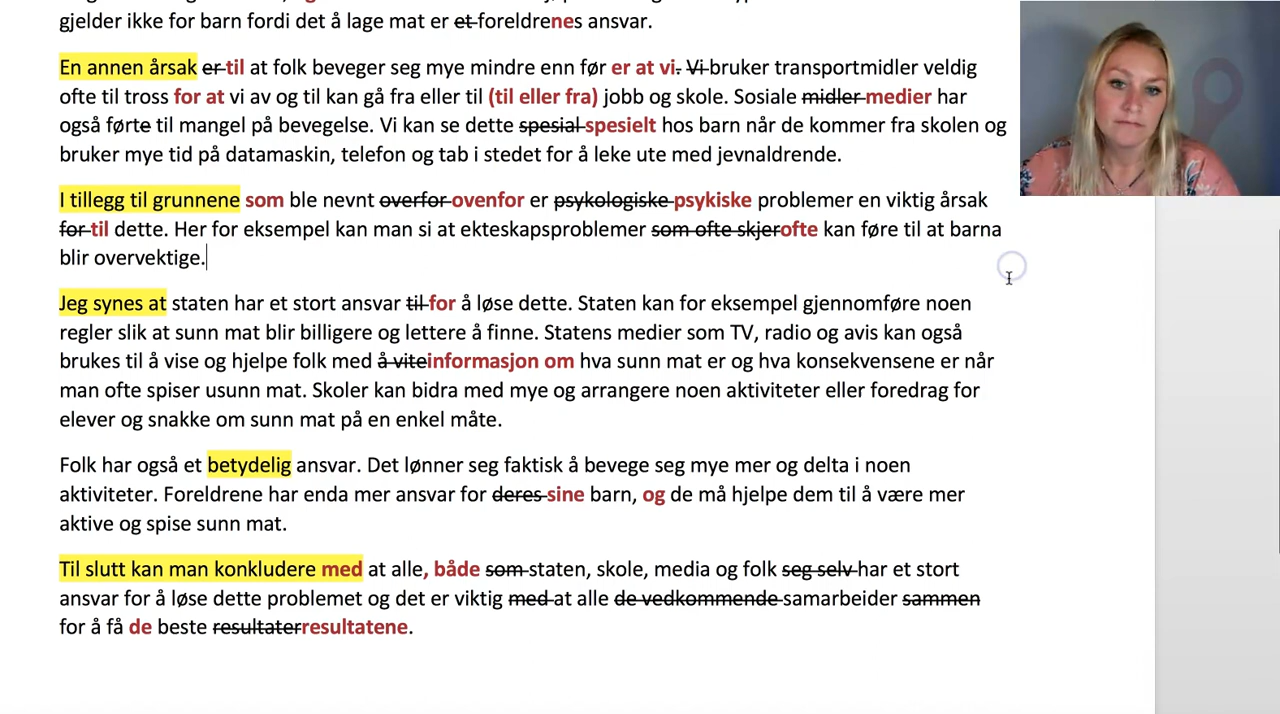 gjelder ikke for barn fordi det å lage mat er et foreldrenes ansvar.
En annen årsak er til at folk beveger seg mye mindre enn før er at vi. Vi bruker transportmidler veldig
ofte til tross for at vi av og til kan gå fra eller til (til eller fra) jobb og skole. Sosiale midler medier har
også førte til mangel på bevegelse. Vi kan se dette spesial spesielt hos barn når de kommer fra skolen og
bruker mye tid på datamaskin, telefon og tab i stedet for å leke ute med jevnaldrende.
I tillegg til grunnene som ble nevnt overfor ovenfor er psykologiske psykiske problemer en viktig årsak
for til dette. Her for eksempel kan man si at ekteskapsproblemer som ofte skjerofte kan føre til at barna
blir overvektige.
Jeg synes at staten har et stort ansvar til for å løse dette. Staten kan for eksempel gjennomføre noen
regler slik at sunn mat blir billigere og lettere å finne. Statens medier som TV, radio og avis kan også
brukes til å vise og hjelpe folk med å viteinformasjon om hva sunn mat er og hva konsekvensene er når
man ofte spiser usunn mat. Skoler kan bidra med mye og arrangere noen aktiviteter eller foredrag for
elever og snakke om sunn mat på en enkel måte.
Folk har også et betydelig ansvar. Det lønner seg faktisk å bevege seg mye mer og delta i noen
aktiviteter. Foreldrene har enda mer ansvar for deres sine barn, og de må hjelpe dem til å være mer
aktive og spise sunn mat.
Til slutt kan man konkludere med at alle, både som staten, skole, media og folk seg selv har et stort
ansvar for å løse dette problemet og det er viktig med at alle de vedkommende samarbeider sammen
for å få de beste resultaterresultatene.